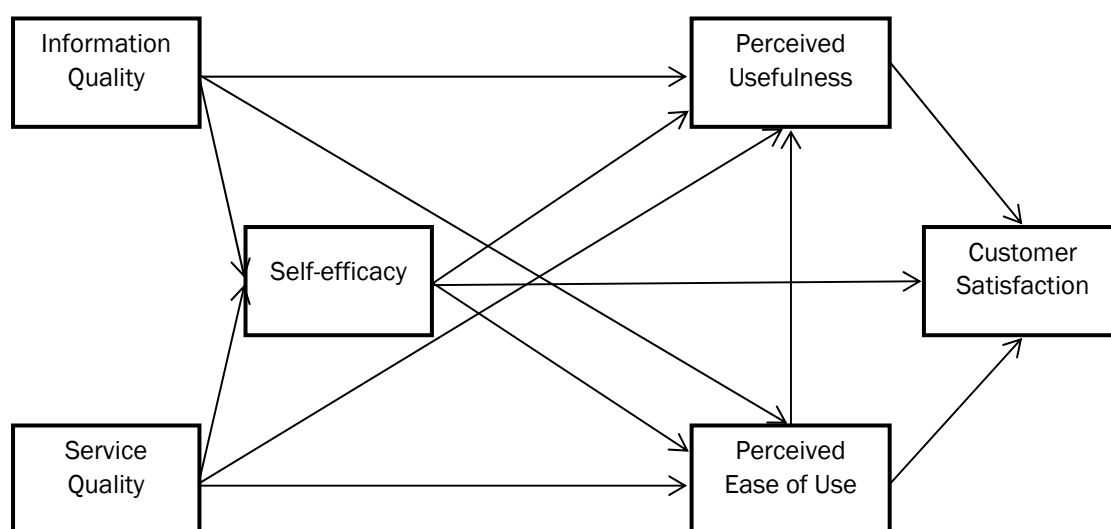 Information
Quality
Perceived
Usefulness
Self-efficacy
Customer
Satisfaction
Service
Quality
Perceived
Ease of Use